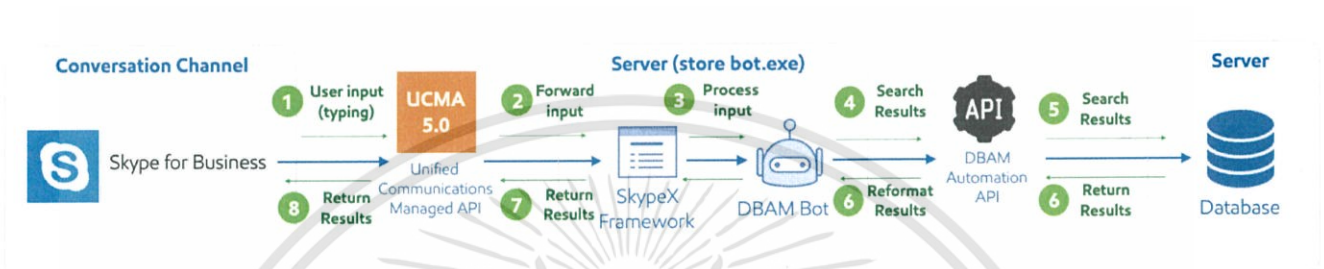 Conversation Channel
Server (store bot.exe)
Server
1 User input
(typing)
UCMA
5.0
2 Forward
input
3 Process
input
4 Search
Results
API
5 Search
Results
S
Skype for Business
Unified
Communications
Managed API
SkypeX
Framework
DBAM Bot
DBAM
Automation
API
Database
8 Return
Results
7 Return
Results
6 Reformat
Results
6 Return
Results